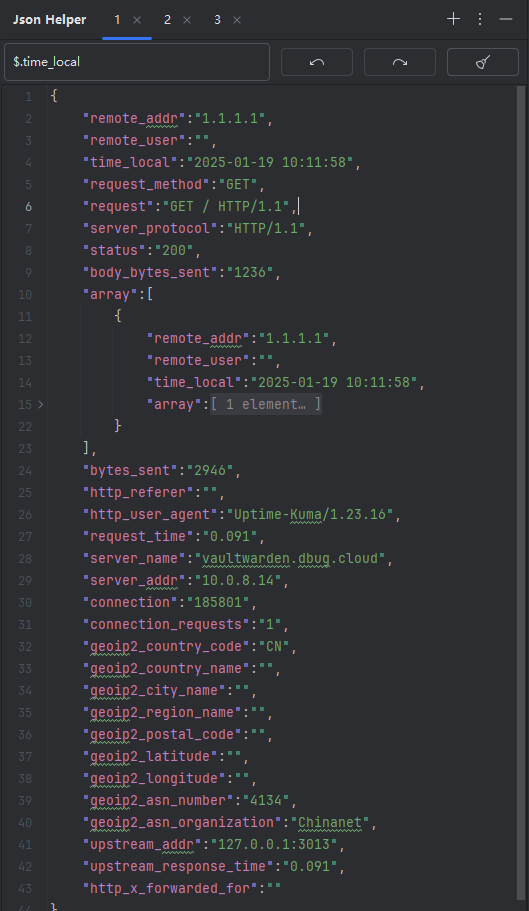 Json Helper 1 × 2 × 3 ×
$.time_local
1 {
2 "remote_addr":"1.1.1.1",
3 "remote_user":"",
4 "time_local":"2025-01-19 10:11:58",
5 "request_method":"GET",
6 "request":"GET / HTTP/1.1",
7 "server_protocol":"HTTP/1.1",
8 "status":"200",
9 "body_bytes_sent":"1236",
10 "array":[
11 {
12 "remote_addr":"1.1.1.1",
13 "remote_user":"",
14 "time_local":"2025-01-19 10:11:58",
15 "array":[ 1 element… ]
22 }
23 ],
24 "bytes_sent":"2946",
25 "http_referer":"",
26 "http_user_agent":"Uptime-Kuma/1.23.16",
27 "request_time":"0.091",
28 "server_name":"vaultwarden.dbug.cloud",
29 "server_addr":"10.0.8.14",
30 "connection":"185801",
31 "connection_requests":"1",
32 "geoip2_country_code":"CN",
33 "geoip2_country_name":"",
34 "geoip2_city_name":"",
35 "geoip2_region_name":"",
36 "geoip2_postal_code":"",
37 "geoip2_latitude":"",
38 "geoip2_longitude":"",
39 "geoip2_asn_number":"4134",
40 "geoip2_asn_organization":"Chinanet",
41 "upstream_addr":"127.0.0.1:3013",
42 "upstream_response_time":"0.091",
43 "http_x_forwarded_for":""
44 }